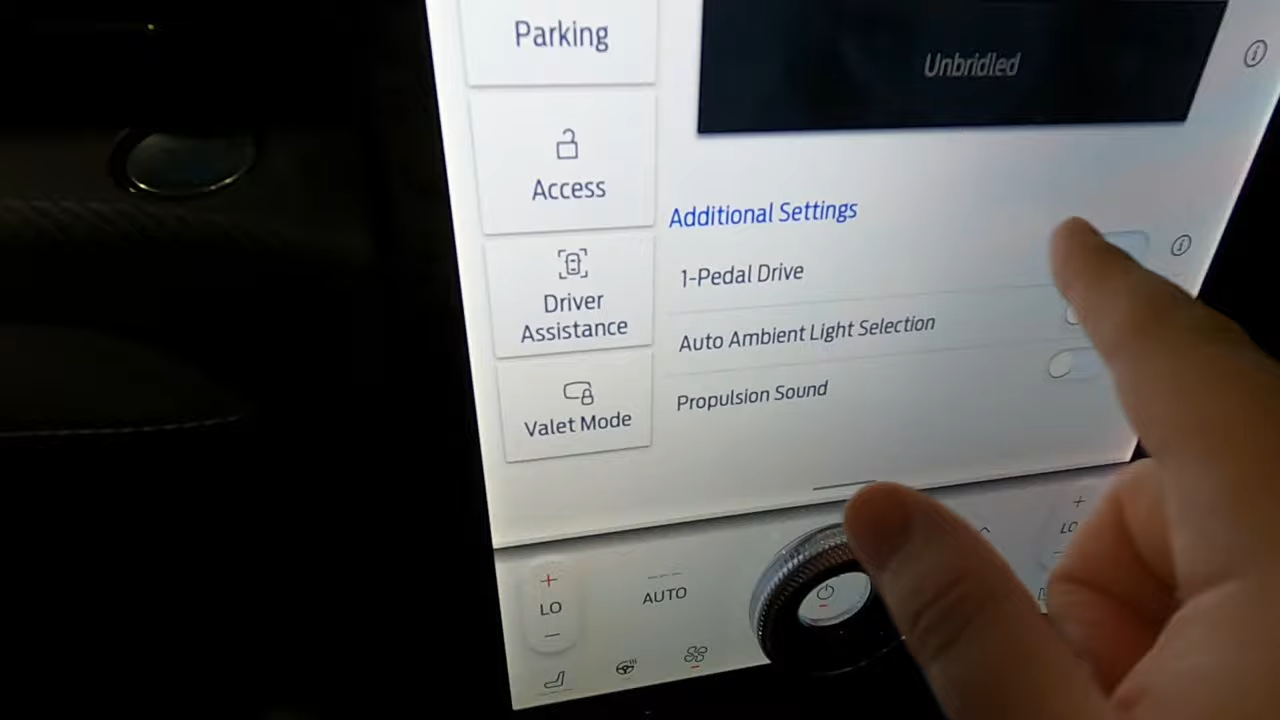 Parking
Unbridled
Access
Additional Settings
1-Pedal Drive
Driver
Assistance
Auto Ambient Light Selection
Propulsion Sound
Valet Mode
+
LO
−
AUTO
+
LO
−